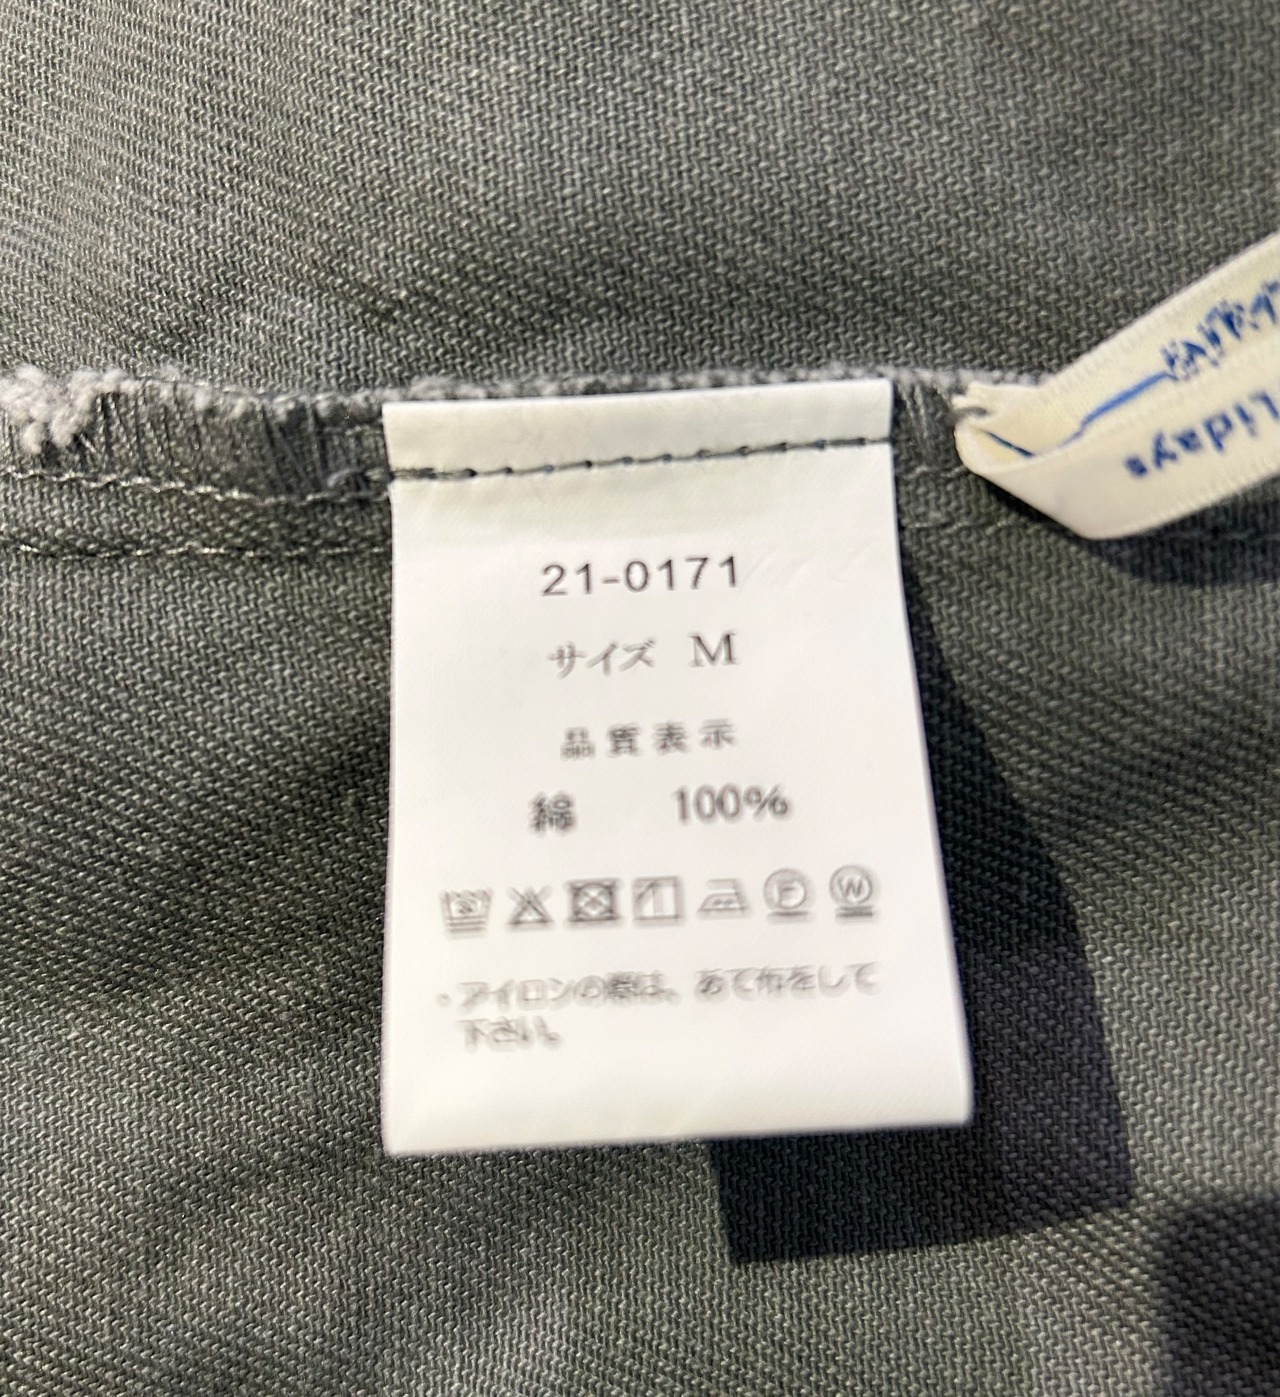 21-0171
サイズ M
品質表示
綿 100%
F W
・アイロンの際は、あて布をして
下さい。
lidays